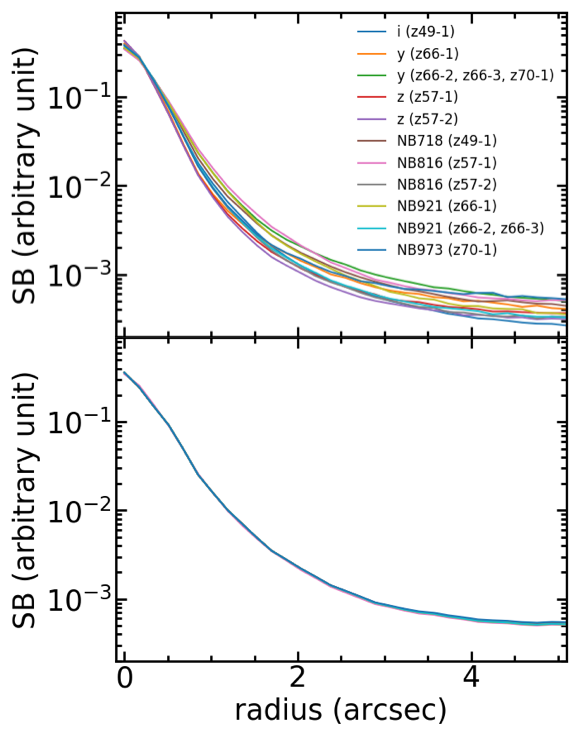 SB (arbitrary unit)
10⁻¹
10⁻²
10⁻³
i (z49-1)
y (z66-1)
y (z66-2, z66-3, z70-1)
z (z57-1)
z (z57-2)
NB718 (z49-1)
NB816 (z57-1)
NB816 (z57-2)
NB921 (z66-1)
NB921 (z66-2, z66-3)
NB973 (z70-1)
SB (arbitrary unit)
10⁻¹
10⁻²
10⁻³
0 2 4
radius (arcsec)